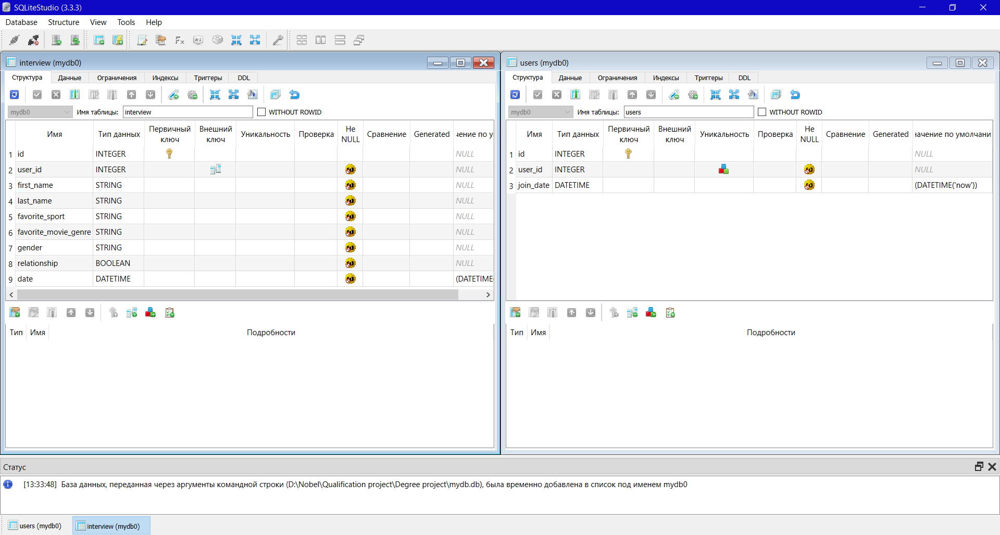 SQLiteStudio (3.3.3)
Database Structure View Tools Help
interview (mydb0)
Структура Данные Ограничения Индексы Триггеры DDL
mydb0 Имя таблицы: interview WITHOUT ROWID
Имя Тип данных Первичный ключ Внешний ключ Уникальность Проверка Не NULL Сравнение Generated чение по у
1 id INTEGER NULL
2 user_id INTEGER NULL
3 first_name STRING NULL
4 last_name STRING NULL
5 favorite_sport STRING NULL
6 favorite_movie_genre STRING NULL
7 gender STRING NULL
8 relationship BOOLEAN NULL
9 date DATETIME (DATETIME(
Тип Имя Подробности
users (mydb0)
Структура Данные Ограничения Индексы Триггеры DDL
mydb0 Имя таблицы: users WITHOUT ROWID
Имя Тип данных Первичный ключ Внешний ключ Уникальность Проверка Не NULL Сравнение Generated начение по умолчани
1 id INTEGER NULL
2 user_id INTEGER NULL
3 join_date DATETIME (DATETIME('now'))
Тип Имя Подробности
Статус
[13:33:48] База данных, переданная через аргументы командной строки (D:\Nobel\Qualification project\Degree project\mydb.db), была временно добавлена в список под именем mydb0
users (mydb0) interview (mydb0)